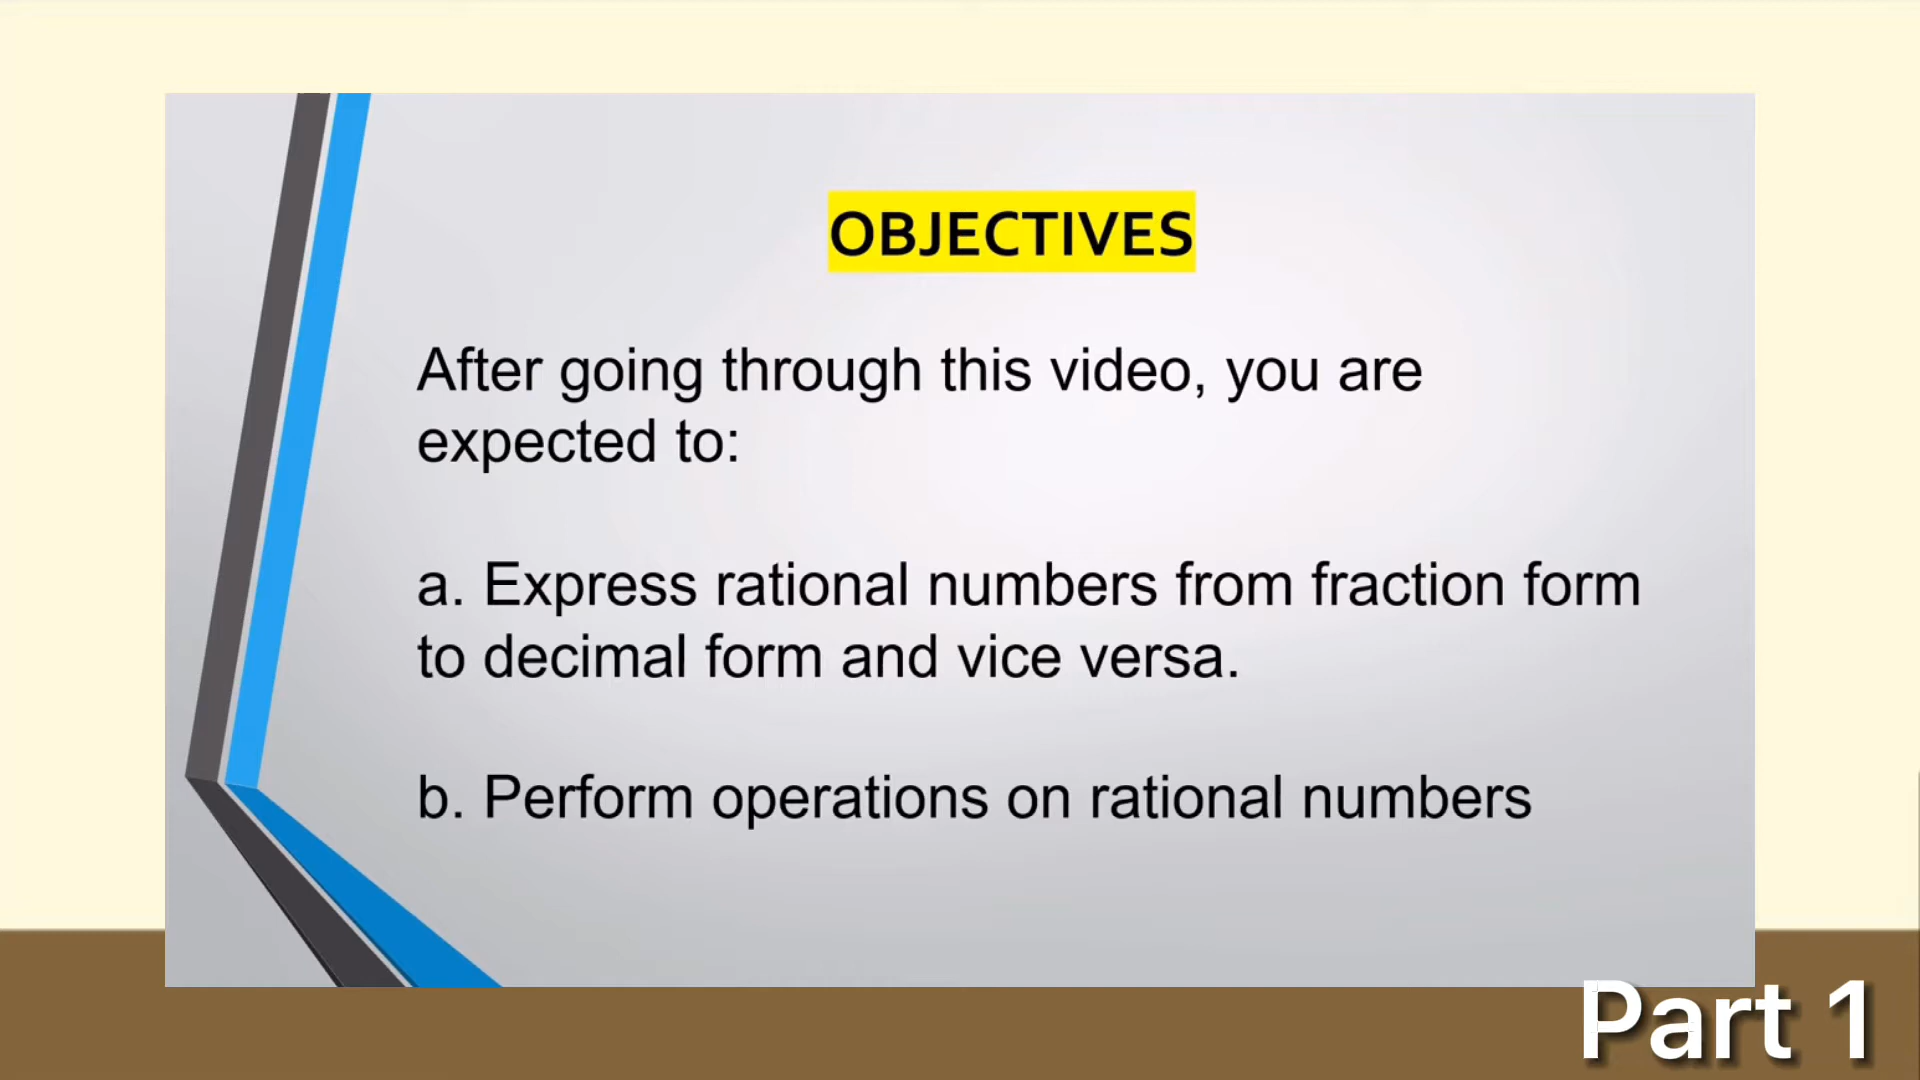 OBJECTIVES
After going through this video, you are
expected to:
a. Express rational numbers from fraction form
to decimal form and vice versa.
b. Perform operations on rational numbers
Part 1